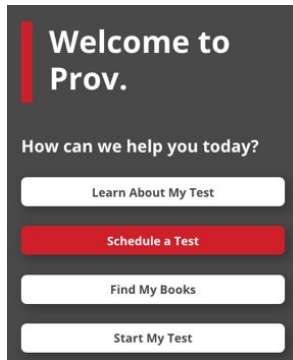 Welcome to
Prov.
How can we help you today?
Learn About My Test
Schedule a Test
Find My Books
Start My Test